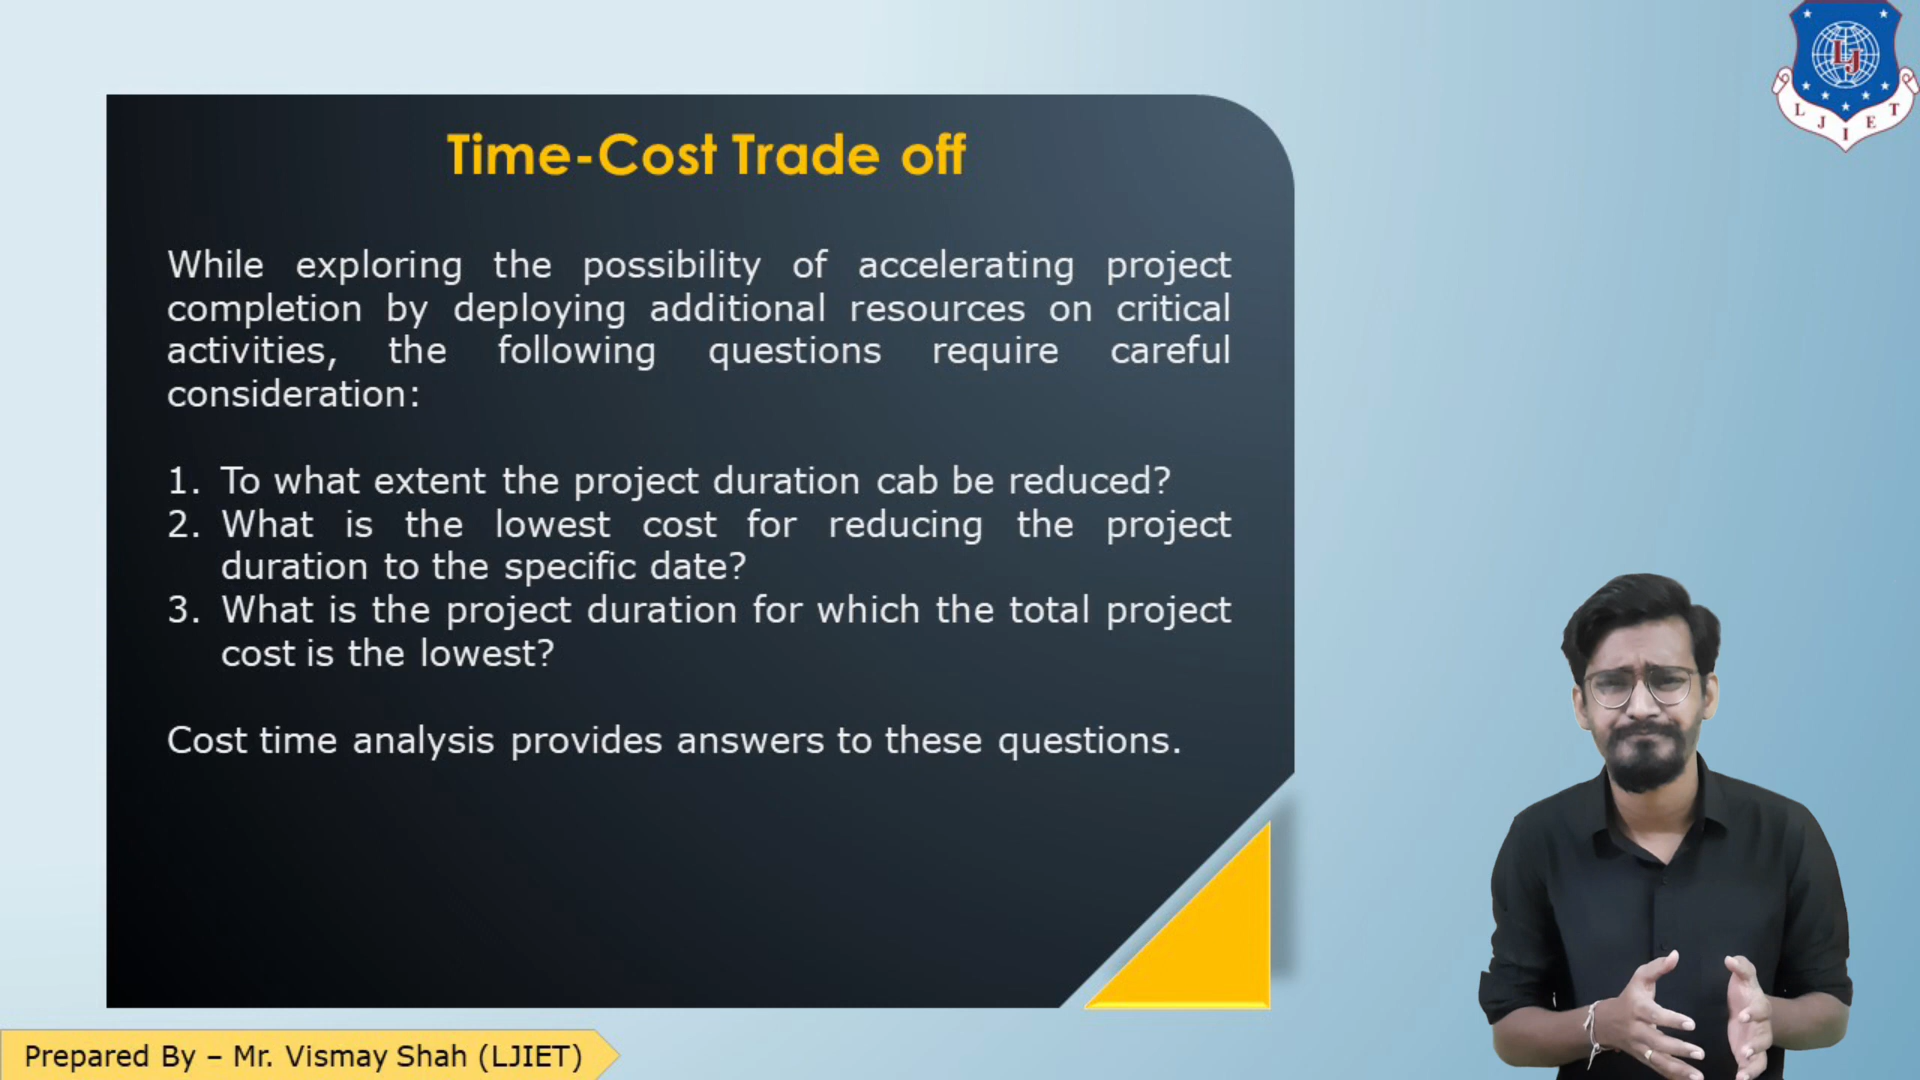 Time-Cost Trade off
While exploring the possibility of accelerating project
completion by deploying additional resources on critical
activities, the following questions require careful
consideration:
1. To what extent the project duration cab be reduced?
2. What is the lowest cost for reducing the project
duration to the specific date?
3. What is the project duration for which the total project
cost is the lowest?
Cost time analysis provides answers to these questions.
Prepared By – Mr. Vismay Shah (LJIET)
LJ
L J I E T